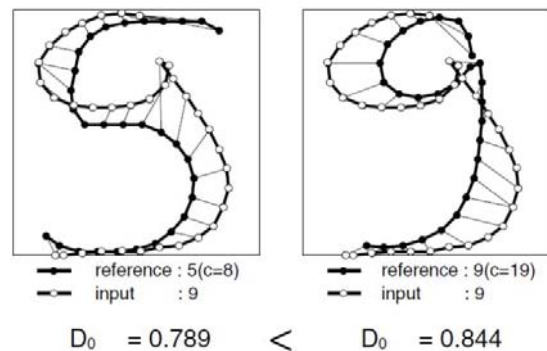 reference : 5(c=8)
input : 9
reference : 9(c=19)
input : 9
D₀ = 0.789 < D₀ = 0.844